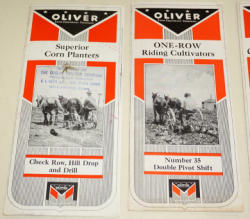 OLIVER
Superior
Corn Planters
Check Row, Hill Drop
and Drill
OLIVER
ONE-ROW
Riding Cultivators
Number 35
Double Pivot Shift